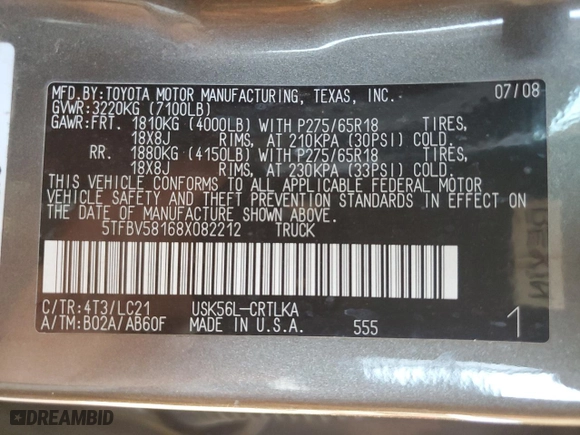 MFD.BY:TOYOTA MOTOR MANUFACTURING, TEXAS, INC. 07/08
GVWR:3220KG (7100LB)
GAWR:FRT. 1810KG (4000LB) WITH P275/65R18 TIRES,
18X8J RIMS, AT 210KPA (30PSI) COLD.
RR. 1880KG (4150LB) WITH P275/65R18 TIRES,
18X8J RIMS, AT 230KPA (33PSI) COLD.
THIS VEHICLE CONFORMS TO ALL APPLICABLE FEDERAL MOTOR
VEHICLE SAFETY AND THEFT PREVENTION STANDARDS IN EFFECT ON
THE DATE OF MANUFACTURE SHOWN ABOVE.
5TFBV58168X082212 TRUCK
C/TR:4T3/LC21 USK56L-CRTLKA
A/TM:B02A/AB60F MADE IN U.S.A. 555 1
DREAMBID